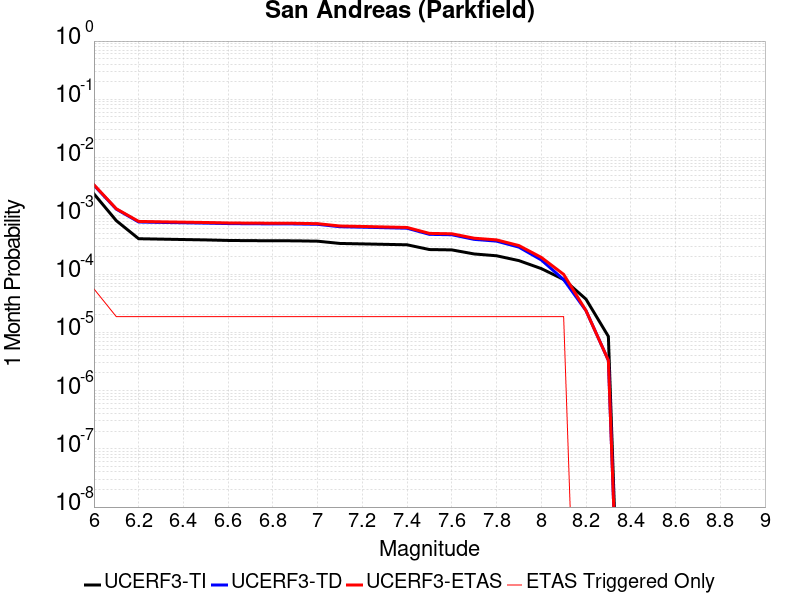 San Andreas (Parkfield)
10^0
10^-1
10^-2
10^-3
10^-4
10^-5
10^-6
10^-7
10^-8
1 Month Probability
6 6.2 6.4 6.6 6.8 7 7.2 7.4 7.6 7.8 8 8.2 8.4 8.6 8.8 9
Magnitude
UCERF3-TI UCERF3-TD UCERF3-ETAS ETAS Triggered Only